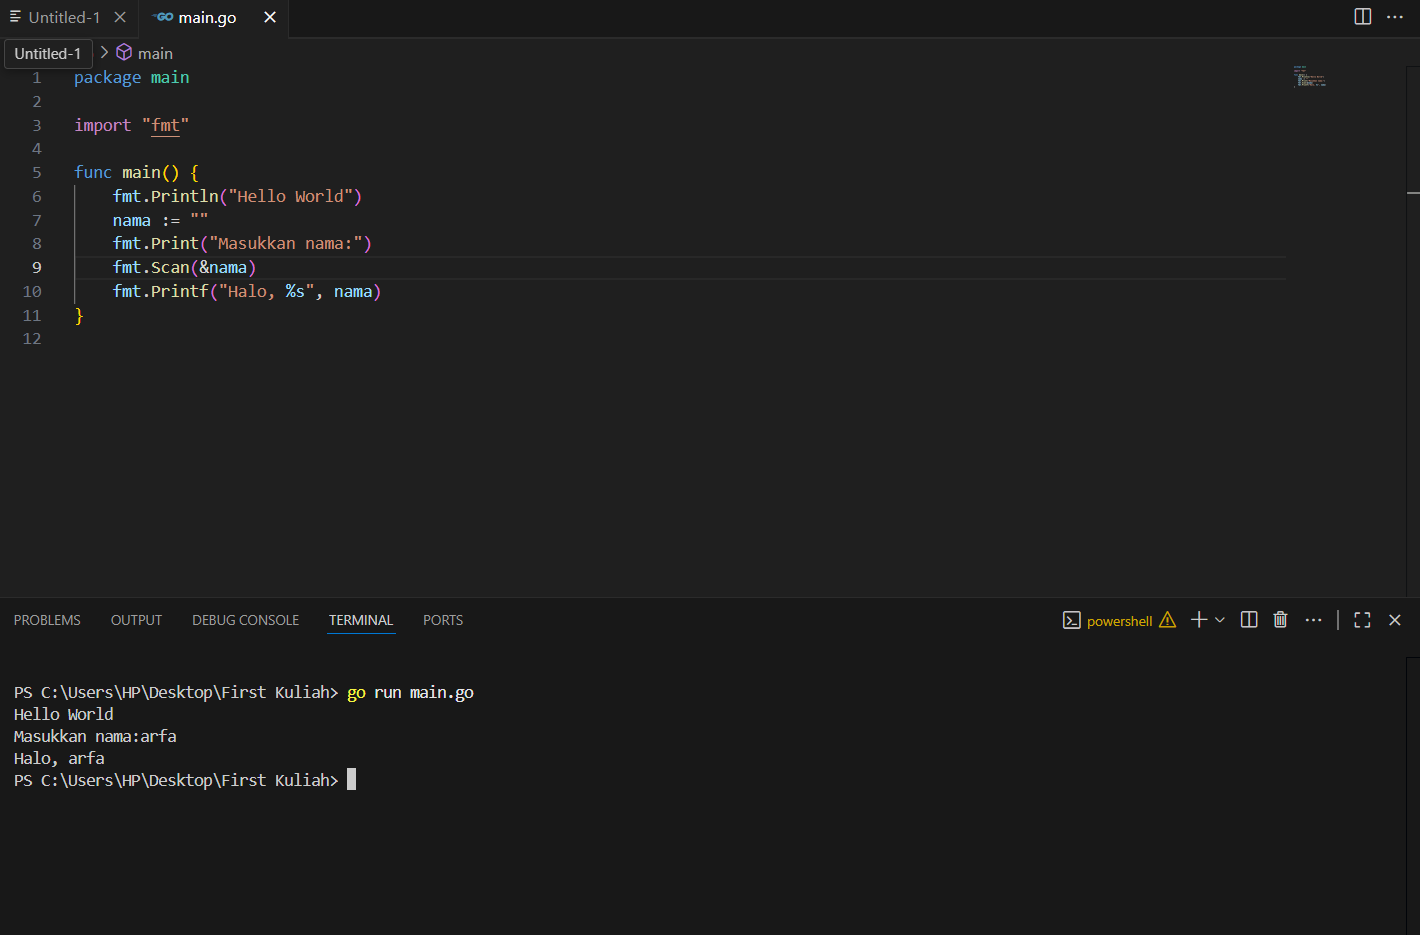 Untitled-1 GO main.go
Untitled-1 main
1 package main
2
3 import "fmt"
4
5 func main() {
6 fmt.Println("Hello World")
7 nama := ""
8 fmt.Print("Masukkan nama:")
9 fmt.Scan(&nama)
10 fmt.Printf("Halo, %s", nama)
11 }
12
PROBLEMS OUTPUT DEBUG CONSOLE TERMINAL PORTS powershell
PS C:\Users\HP\Desktop\First Kuliah> go run main.go
Hello World
Masukkan nama:arfa
Halo, arfa
PS C:\Users\HP\Desktop\First Kuliah>